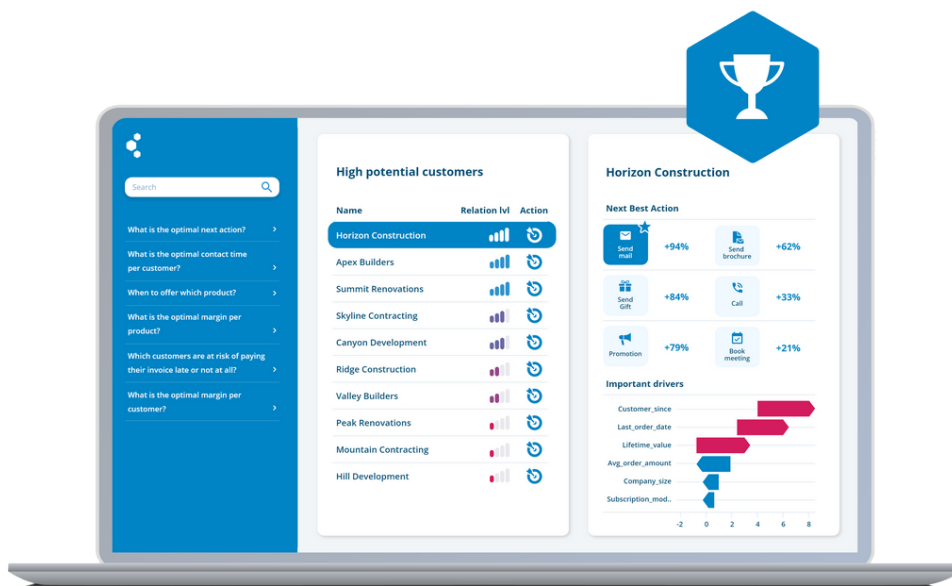 Search
What is the optimal next action?
What is the optimal contact time
per customer?
When to offer which product?
What is the optimal margin per
product?
Which customers are at risk of paying
their invoice late or not at all?
What is the optimal margin per
customer?
High potential customers
Name Relation lvl Action
Horizon Construction
Apex Builders
Summit Renovations
Skyline Contracting
Canyon Development
Ridge Construction
Valley Builders
Peak Renovations
Mountain Contracting
Hill Development
Horizon Construction
Next Best Action
Send
mail
+94%
Send
brochure
+62%
Send
Gift
+84%
Call
+33%
Promotion
+79%
Book
meeting
+21%
Important drivers
Customer_since
Last_order_date
Lifetime_value
Avg_order_amount
Company_size
Subscription_mod..
-2 0 2 4 6 8